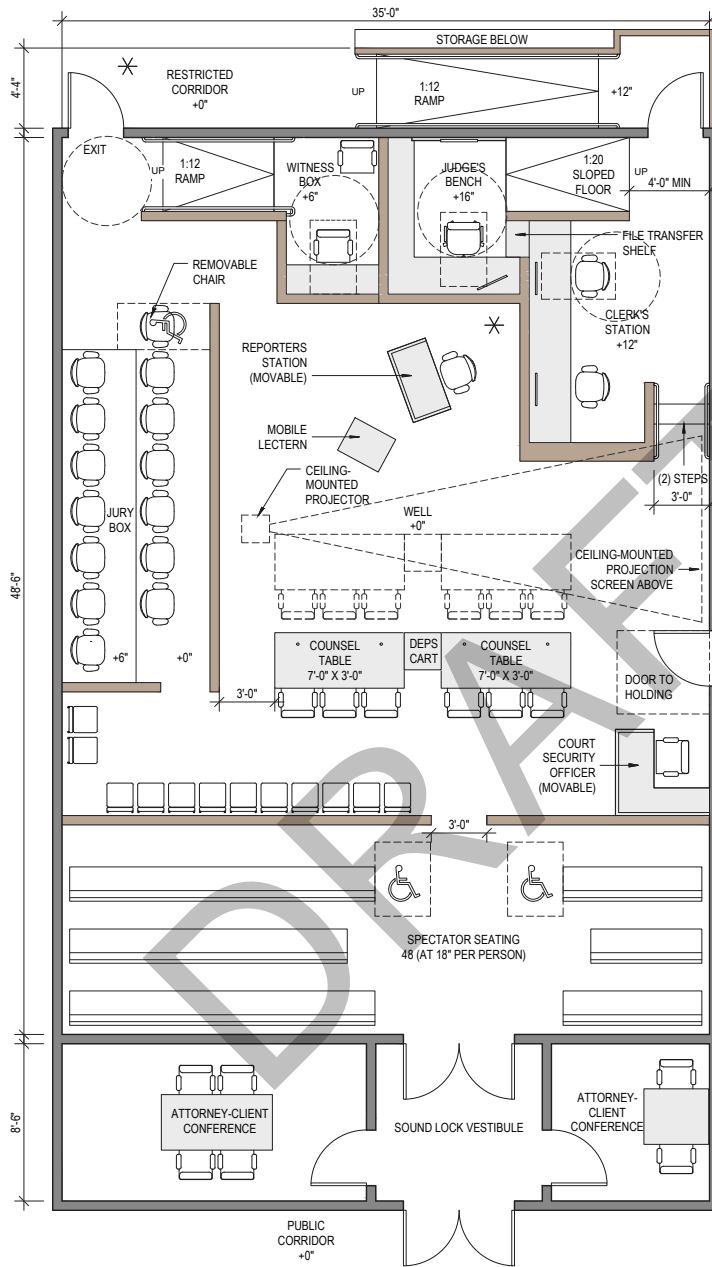 35'-0"
STORAGE BELOW
4'-4"
RESTRICTED
CORRIDOR
+0"
UP
1:12
RAMP
+12"
EXIT
UP
1:12
RAMP
WITNESS
BOX
+6"
JUDGE'S
BENCH
+16"
1:20
SLOPED
FLOOR
UP
4'-0" MIN
FILE TRANSFER
SHELF
REMOVABLE
CHAIR
CLERK'S
STATION
+12"
REPORTERS
STATION
(MOVABLE)
MOBILE
LECTERN
CEILING-
MOUNTED
PROJECTOR
(2) STEPS
3'-0"
JURY
BOX
WELL
+0"
CEILING-MOUNTED
PROJECTION
SCREEN ABOVE
48'-6"
+6"
+0"
COUNSEL
TABLE
7'-0" X 3'-0"
DEPS
CART
COUNSEL
TABLE
7'-0" X 3'-0"
DOOR TO
HOLDING
3'-0"
COURT
SECURITY
OFFICER
(MOVABLE)
3'-0"
SPECTATOR SEATING
48 (AT 18" PER PERSON)
8'-6"
ATTORNEY-CLIENT
CONFERENCE
SOUND LOCK VESTIBULE
ATTORNEY-
CLIENT
CONFERENCE
PUBLIC
CORRIDOR
+0"
DRAFT